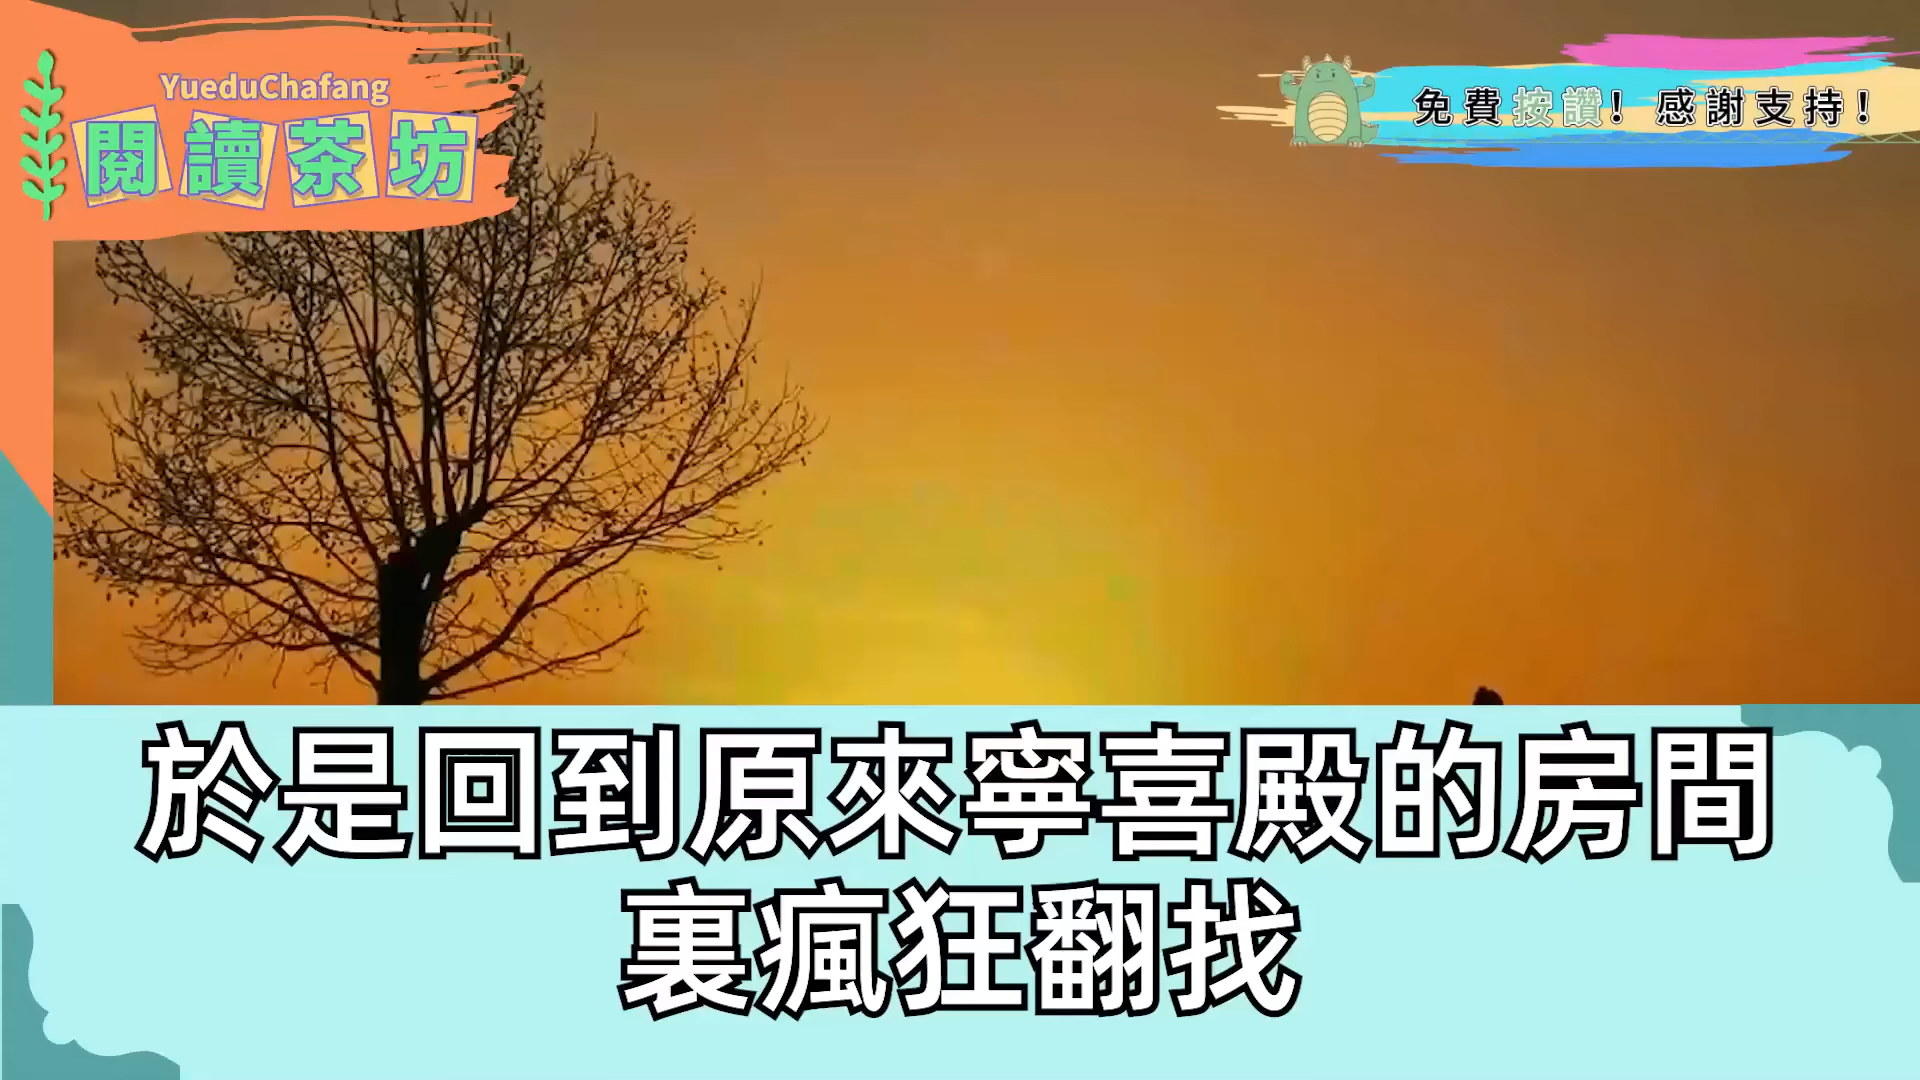 YueduChafang
閱讀茶坊
免費按讚！感謝支持！
於是回到原來寧喜殿的房間
裏瘋狂翻找